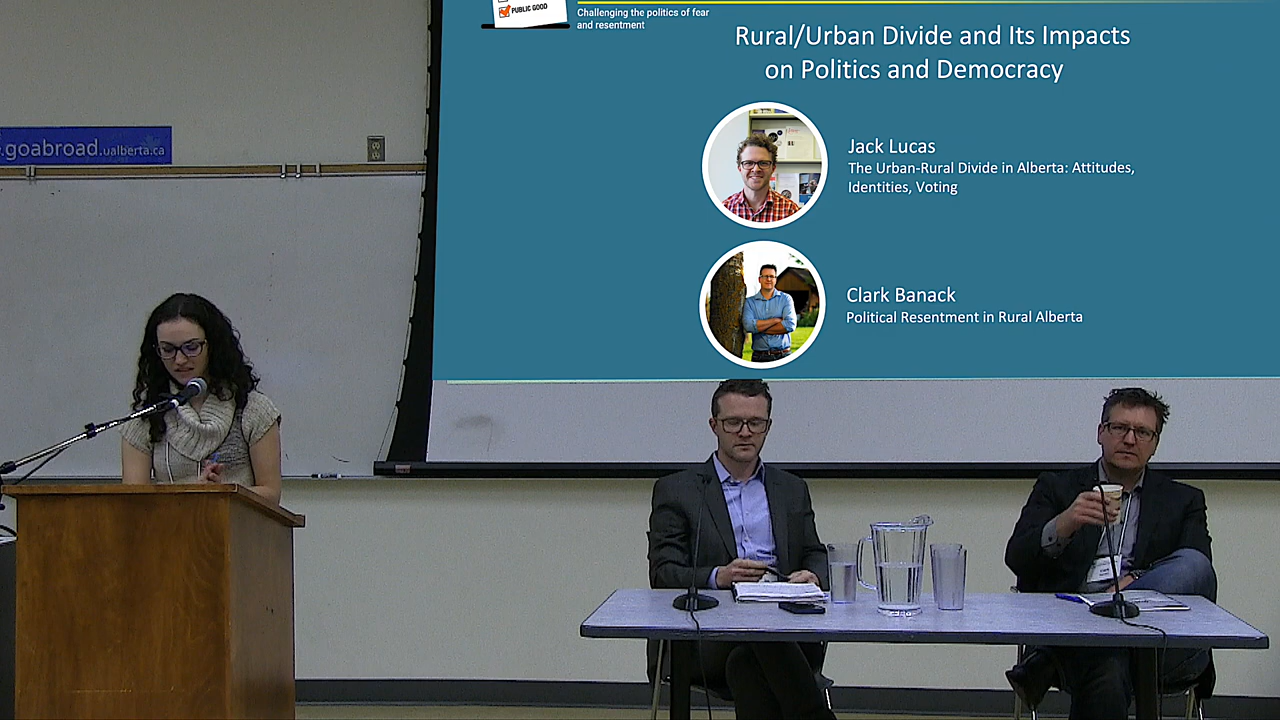 PUBLIC GOOD
Challenging the politics of fear
and resentment
Rural/Urban Divide and Its Impacts
on Politics and Democracy
Jack Lucas
The Urban-Rural Divide in Alberta: Attitudes,
Identities, Voting
Clark Banack
Political Resentment in Rural Alberta
.goabroad.ualberta.ca